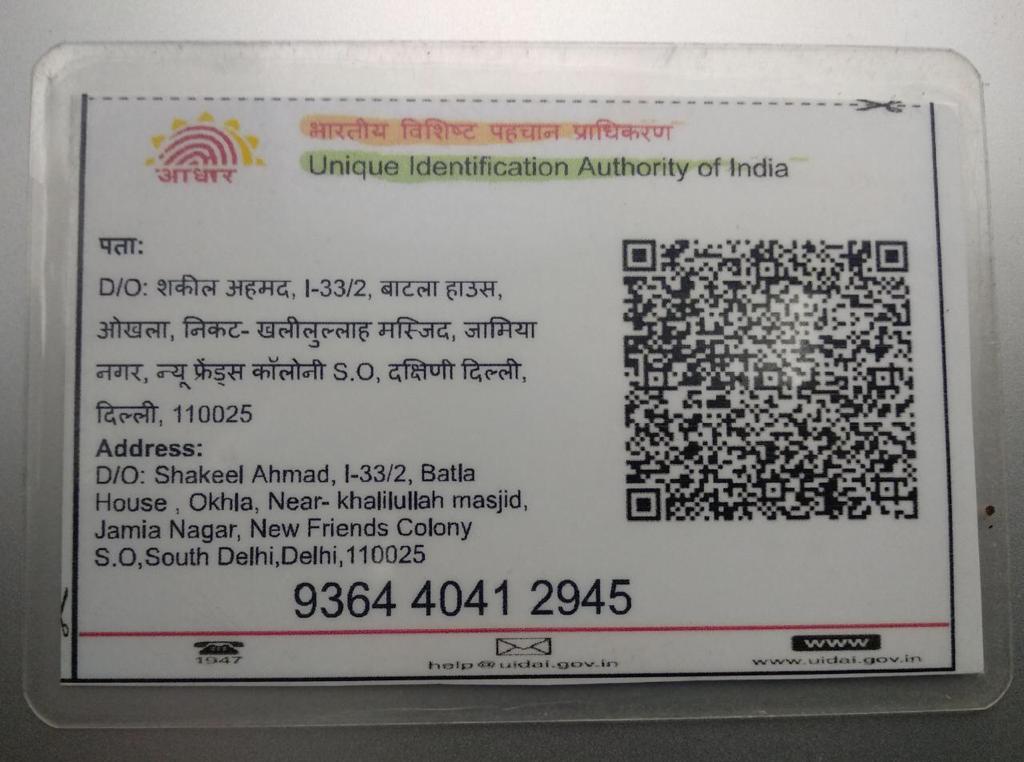 भारतीय विशिष्ट पहचान प्राधिकरण
Unique Identification Authority of India
आधार
पता:
D/O: शकील अहमद, I-33/2, बाटला हाउस,
ओखला, निकट- खलीलुल्लाह मस्जिद, जामिया
नगर, न्यू फ्रेंड्स कॉलोनी S.O, दक्षिणी दिल्ली,
दिल्ली, 110025
Address:
D/O: Shakeel Ahmad, I-33/2, Batla
House , Okhla, Near- khalilullah masjid,
Jamia Nagar, New Friends Colony
S.O,South Delhi,Delhi,110025
9364 4041 2945
1947
help@uidai.gov.in
www
www.uidai.gov.in